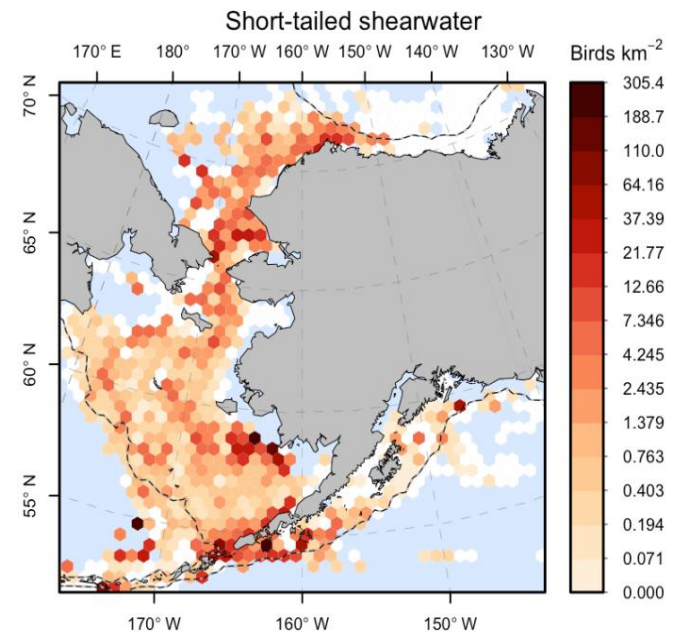 Short-tailed shearwater
170° E 180° 170° W 160° W 150° W 140° W 130° W
Birds km⁻²
70° N
65° N
60° N
55° N
305.4
188.7
110.0
64.16
37.39
21.77
12.66
7.346
4.245
2.435
1.379
0.763
0.403
0.194
0.071
0.000
170° W 160° W 150° W